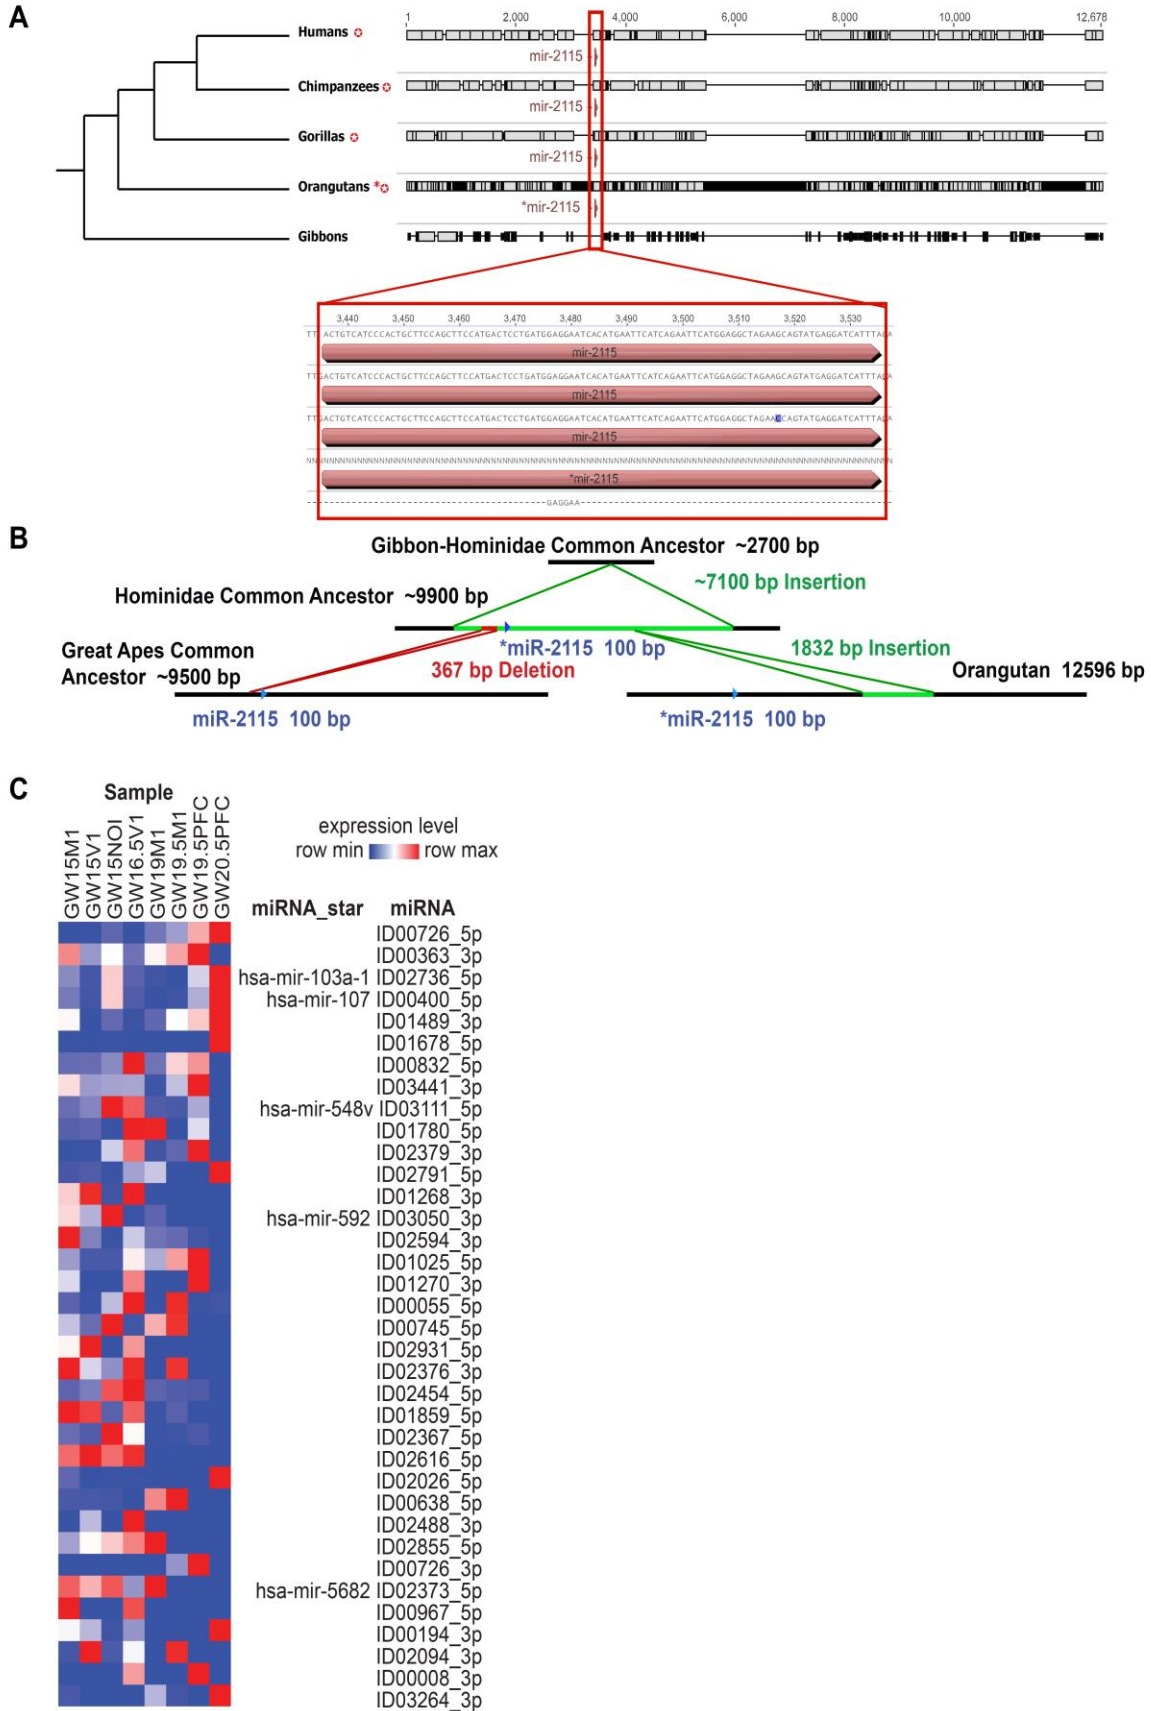 A
1 2,000 4,000 6,000 8,000 10,000 12,678
Humans
mir-2115
Chimpanzees
mir-2115
Gorillas
mir-2115
Orangutans *
*mir-2115
Gibbons
3,440 3,450 3,460 3,470 3,480 3,490 3,500 3,510 3,520 3,530
mir-2115
mir-2115
mir-2115
*mir-2115
GAGGAA
B
Gibbon-Hominidae Common Ancestor ~2700 bp
~7100 bp Insertion
Hominidae Common Ancestor ~9900 bp
*miR-2115 100 bp
1832 bp Insertion
Great Apes Common
Ancestor ~9500 bp
367 bp Deletion
Orangutan 12596 bp
miR-2115 100 bp
*miR-2115 100 bp
C
Sample
GW15M1 GW15V1 GW15NOI GW16.5V1 GW19M1 GW19.5M1 GW19.5PFC GW20.5PFC
expression level
row min row max
miRNA_star miRNA
ID00726_5p
ID00363_3p
hsa-mir-103a-1 ID02736_5p
hsa-mir-107 ID00400_5p
ID01489_3p
ID01678_5p
ID00832_5p
ID03441_3p
hsa-mir-548v ID03111_5p
ID01780_5p
ID02379_3p
ID02791_5p
ID01268_3p
hsa-mir-592 ID03050_3p
ID02594_3p
ID01025_5p
ID01270_3p
ID00055_5p
ID00745_5p
ID02931_5p
ID02376_3p
ID02454_5p
ID01859_5p
ID02367_5p
ID02616_5p
ID02026_5p
ID00638_5p
ID02488_3p
ID02855_5p
ID00726_3p
hsa-mir-5682 ID02373_5p
ID00967_5p
ID00194_3p
ID02094_3p
ID00008_3p
ID03264_3p